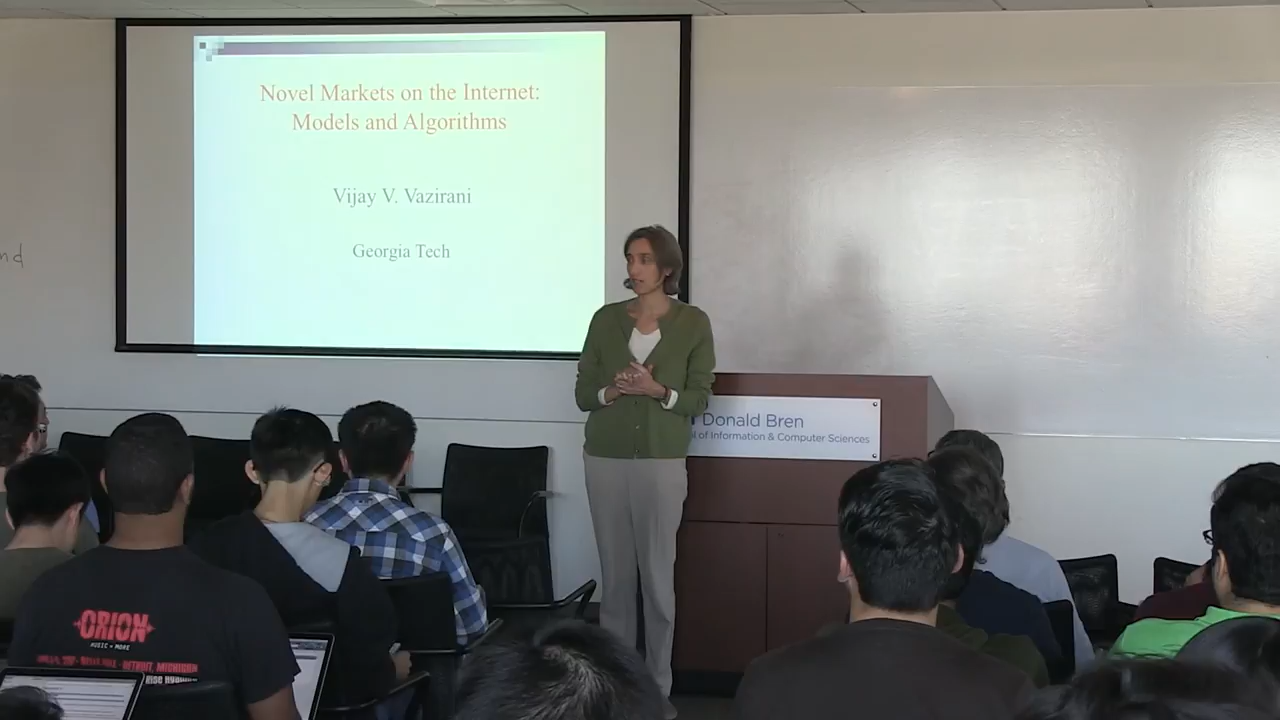 Novel Markets on the Internet:
Models and Algorithms
Vijay V. Vazirani
Georgia Tech
nd
Donald Bren
l of Information & Computer Sciences
ORION
MUSIC + MORE
DETROIT, MICHIGAN